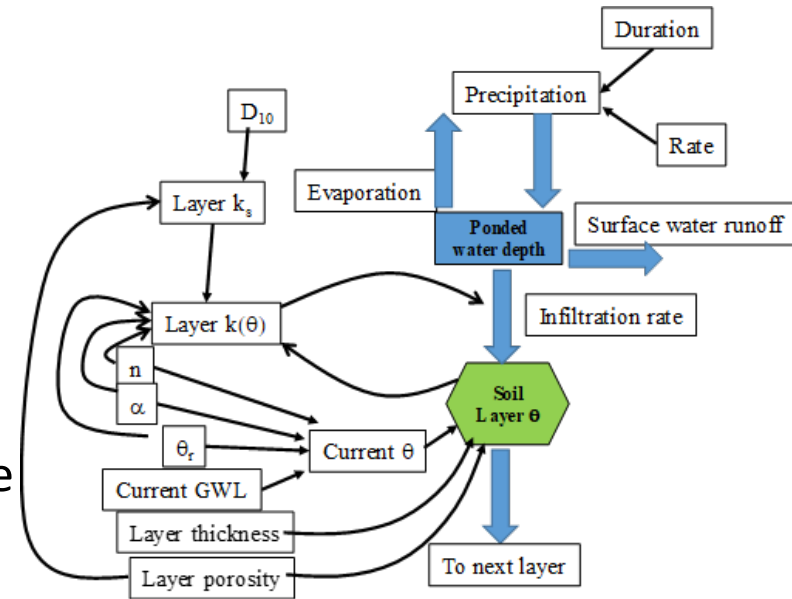 Duration
Precipitation
Rate
D₁₀
Evaporation
Layer kₛ
Ponded
water depth
Surface water runoff
Layer k(θ)
Infiltration rate
n
α
Soil
Layer θ
θᵣ
Current θ
e
Current GWL
Layer thickness
To next layer
Layer porosity